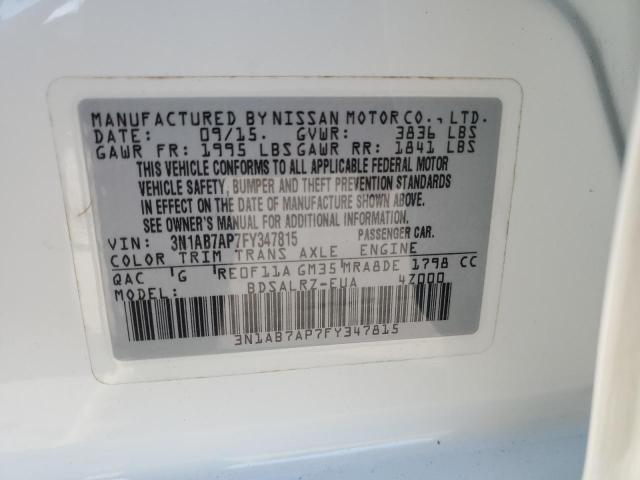 MANUFACTURED BY NISSAN MOTOR CO., LTD.
DATE: 09/15. GVWR: 3836 LBS
GAWR FR: 1995 LBS GAWR RR: 1841 LBS
THIS VEHICLE CONFORMS TO ALL APPLICABLE FEDERAL MOTOR
VEHICLE SAFETY, BUMPER AND THEFT PREVENTION STANDARDS
IN EFFECT ON THE DATE OF MANUFACTURE SHOWN ABOVE.
SEE OWNER'S MANUAL FOR ADDITIONAL INFORMATION.
VIN: 3N1AB7AP7FY347815 PASSENGER CAR.
COLOR TRIM TRANS AXLE ENGINE
QAC G RE0F11A GM35 MRA8DE 1798 CC
MODEL: BDSALRZ-EUA 4Z000
3N1AB7AP7FY347815